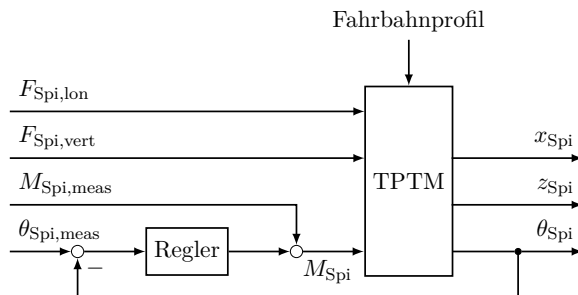 Fahrbahnprofil
F_Spi,lon
F_Spi,vert
x_Spi
M_Spi,meas
TPTM
z_Spi
θ_Spi,meas
Regler
θ_Spi
−
M_Spi